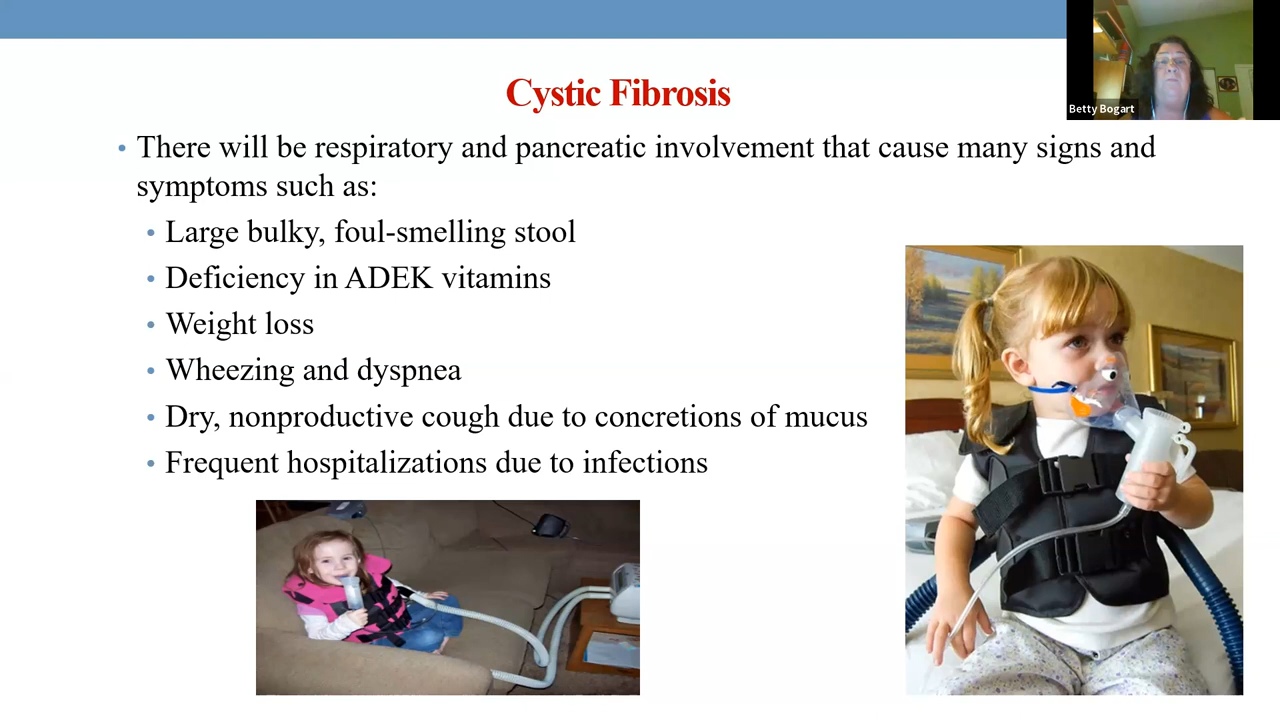 Betty Bogart
Cystic Fibrosis
• There will be respiratory and pancreatic involvement that cause many signs and
symptoms such as:
• Large bulky, foul-smelling stool
• Deficiency in ADEK vitamins
• Weight loss
• Wheezing and dyspnea
• Dry, nonproductive cough due to concretions of mucus
• Frequent hospitalizations due to infections